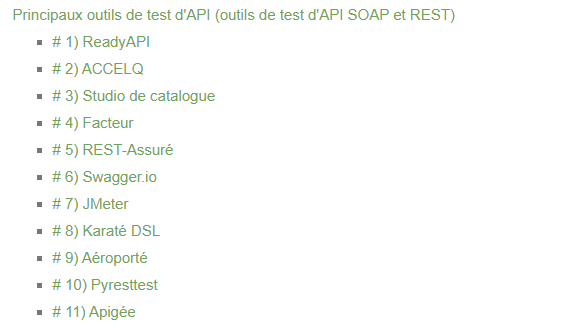 Principaux outils de test d'API (outils de test d'API SOAP et REST)
# 1) ReadyAPI
# 2) ACCELQ
# 3) Studio de catalogue
# 4) Facteur
# 5) REST-Assuré
# 6) Swagger.io
# 7) JMeter
# 8) Karaté DSL
# 9) Aéroporté
# 10) Pyresttest
# 11) Apigée